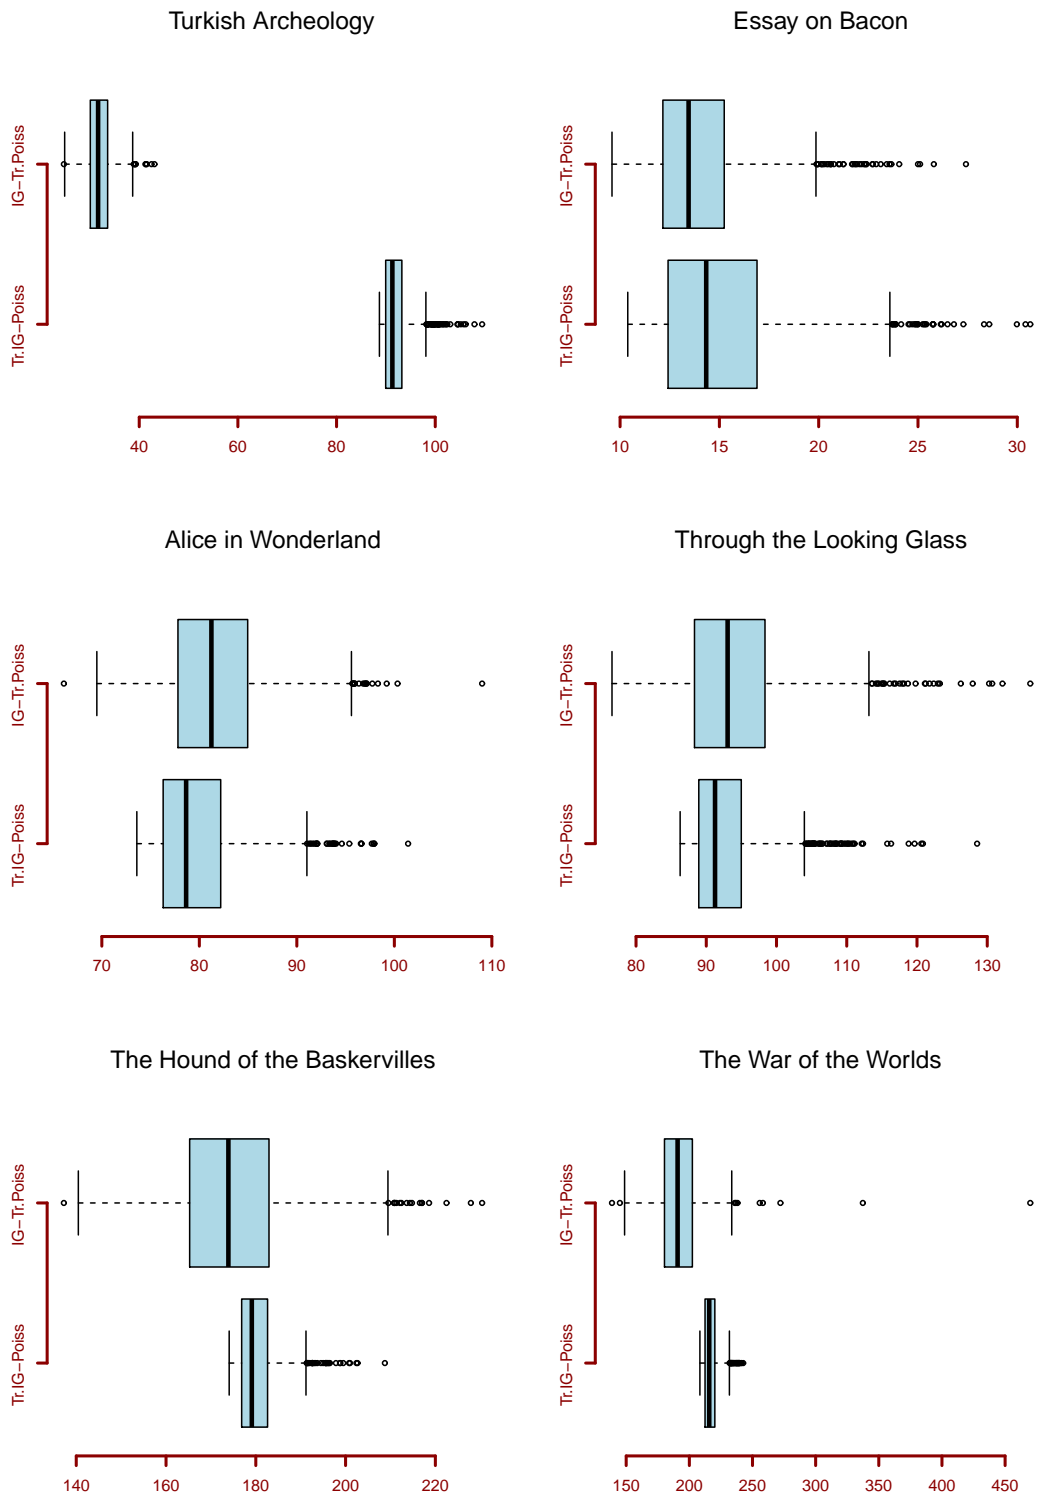 Turkish Archeology
IG−Tr.Poiss
Tr.IG−Poiss
40 60 80 100
Essay on Bacon
IG−Tr.Poiss
Tr.IG−Poiss
10 15 20 25 30
Alice in Wonderland
IG−Tr.Poiss
Tr.IG−Poiss
70 80 90 100 110
Through the Looking Glass
IG−Tr.Poiss
Tr.IG−Poiss
80 90 100 110 120 130
The Hound of the Baskervilles
IG−Tr.Poiss
Tr.IG−Poiss
140 160 180 200 220
The War of the Worlds
IG−Tr.Poiss
Tr.IG−Poiss
150 200 250 300 350 400 450